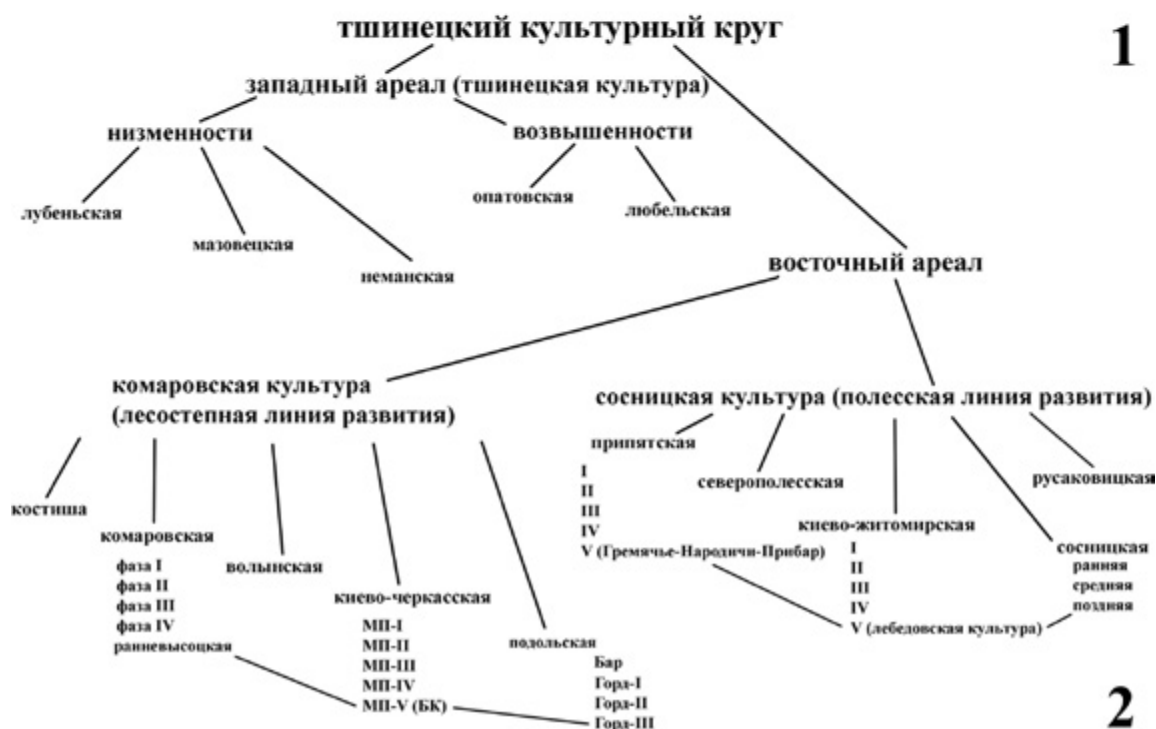 тшинецкий культурный круг
1
западный ареал (тшинецкая культура)
низменности
возвышенности
лубеньская
мазовецкая
неманская
опатовская
любельская
восточный ареал
комаровская культура
(лесостепная линия развития)
костиша
комаровская
фаза I
фаза II
фаза III
фаза IV
ранневысоцкая
волынская
киево-черкасская
МП-I
МП-II
МП-III
МП-IV
МП-V (БК)
подольская
Бар
Горд-I
Горд-II
Горд-III
сосницкая культура (полесская линия развития)
припятская
I
II
III
IV
V (Гремячье-Народичи-Прибар)
северополесская
киево-житомирская
I
II
III
IV
V (лебедовская культура)
сосницкая
ранняя
средняя
поздняя
русаковицкая
2